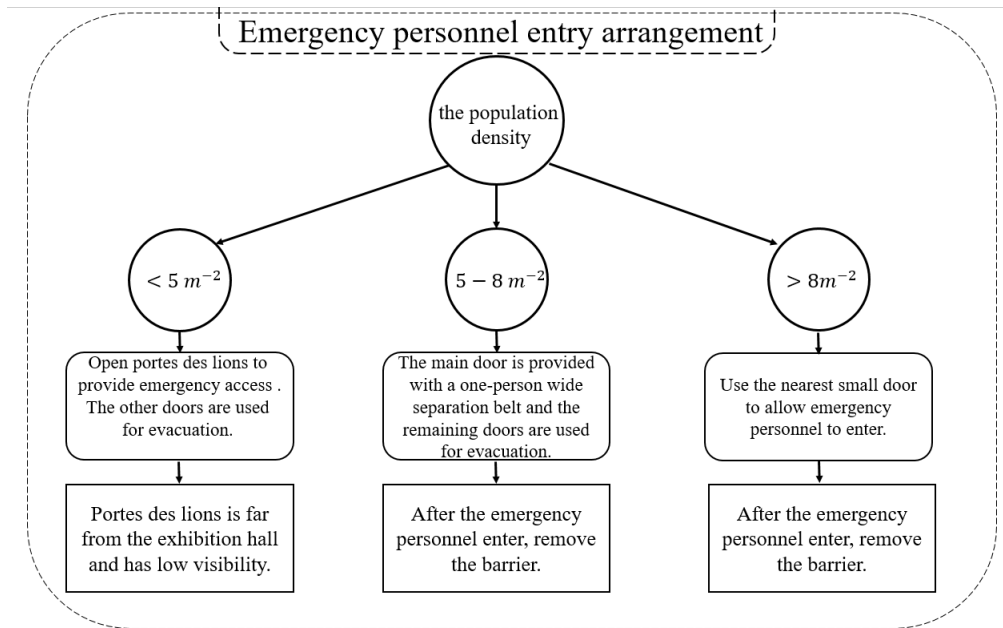 Emergency personnel entry arrangement
the population
density
< 5 m⁻²
5 − 8 m⁻²
> 8m⁻²
Open portes des lions to
provide emergency access .
The other doors are used
for evacuation.
The main door is provided
with a one-person wide
separation belt and the
remaining doors are used
for evacuation.
Use the nearest small door
to allow emergency
personnel to enter.
Portes des lions is far
from the exhibition hall
and has low visibility.
After the emergency
personnel enter, remove
the barrier.
After the emergency
personnel enter, remove
the barrier.